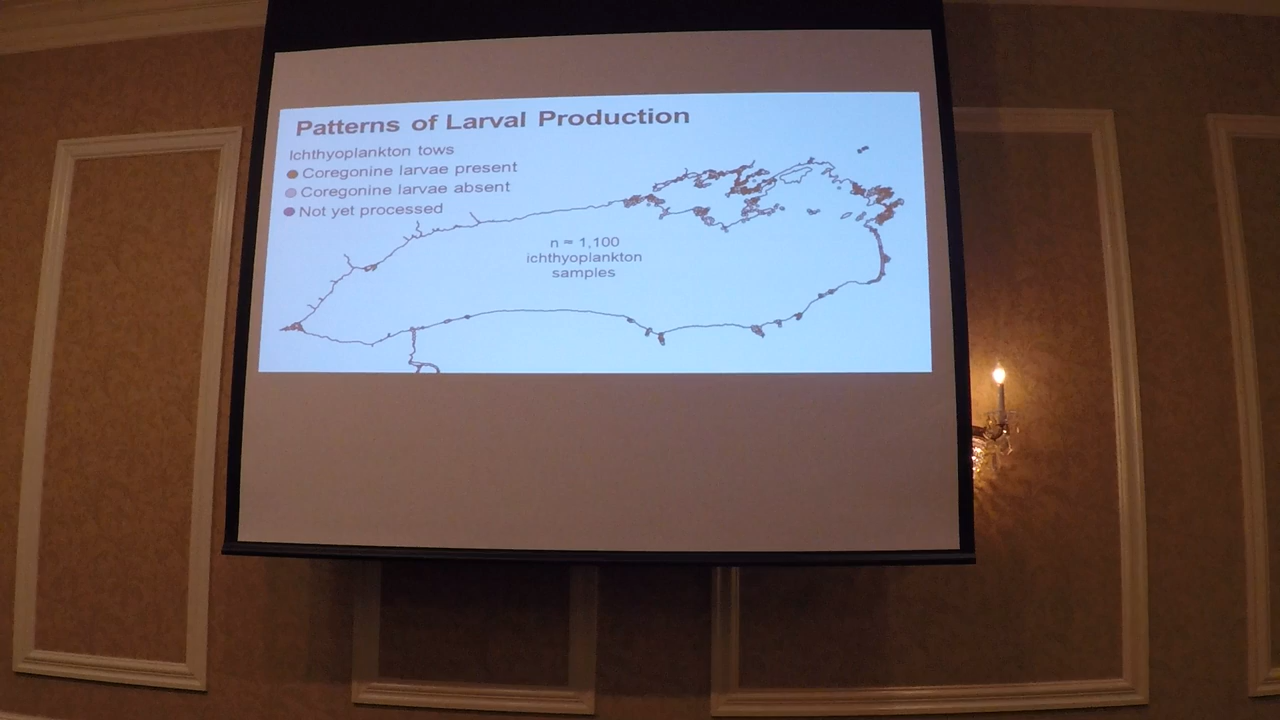 Patterns of Larval Production
Ichthyoplankton tows
Coregonine larvae present
Coregonine larvae absent
Not yet processed
n = 1,100
ichthyoplankton
samples